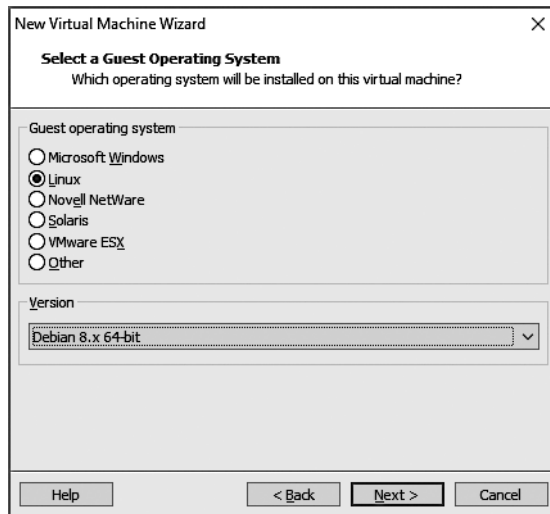 New Virtual Machine Wizard
Select a Guest Operating System
Which operating system will be installed on this virtual machine?
Guest operating system
Microsoft Windows
Linux
Novell NetWare
Solaris
VMware ESX
Other
Version
Debian 8.x 64-bit
Help
< Back
Next >
Cancel